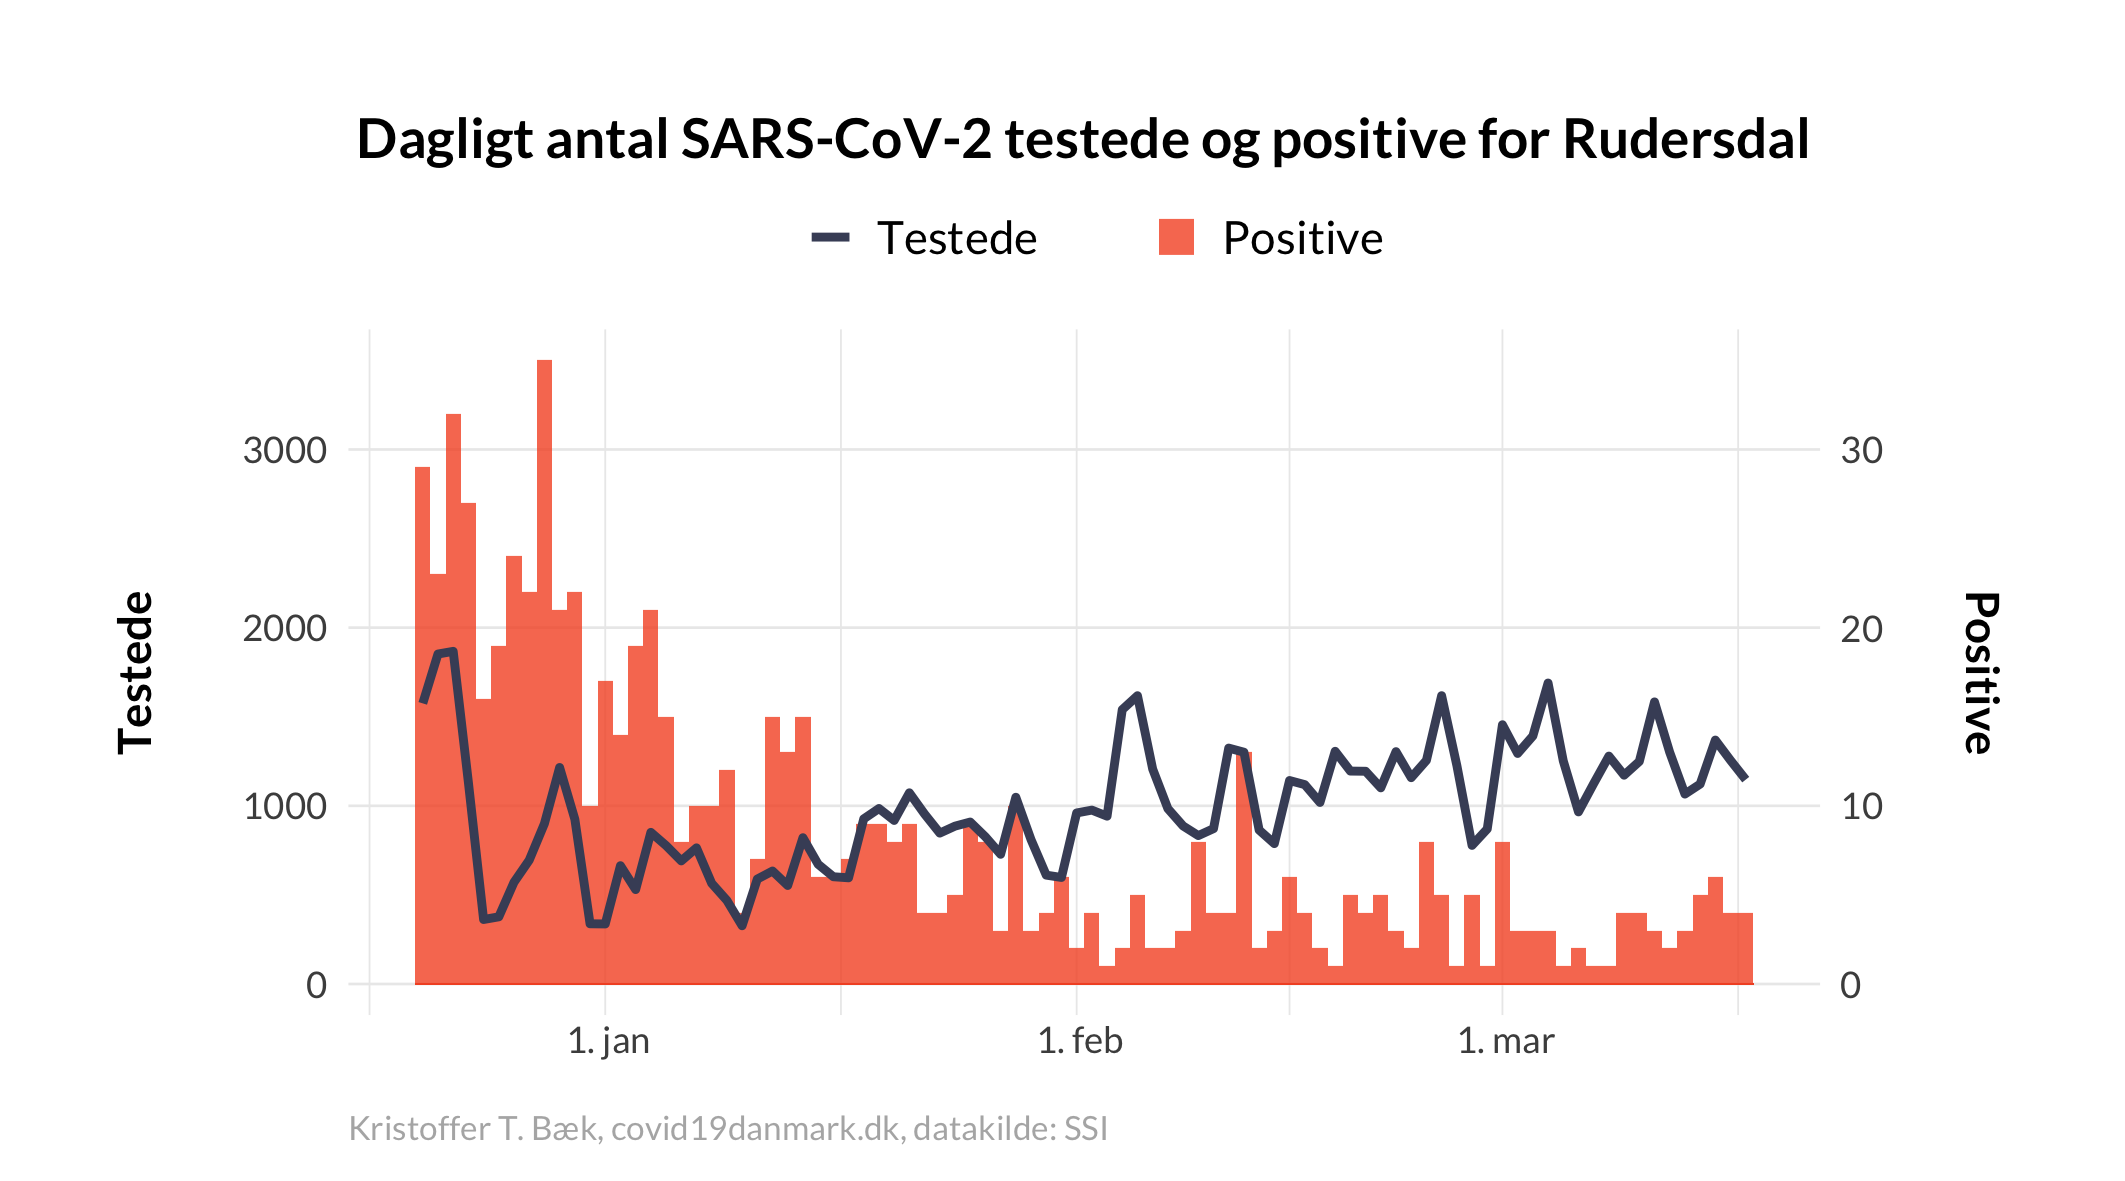 Dagligt antal SARS-CoV-2 testede og positive for Rudersdal
Testede Positive
3000 30
2000 20
1000 10
0 0
Testede
Positive
1. jan 1. feb 1. mar
Kristoffer T. Bæk, covid19danmark.dk, datakilde: SSI